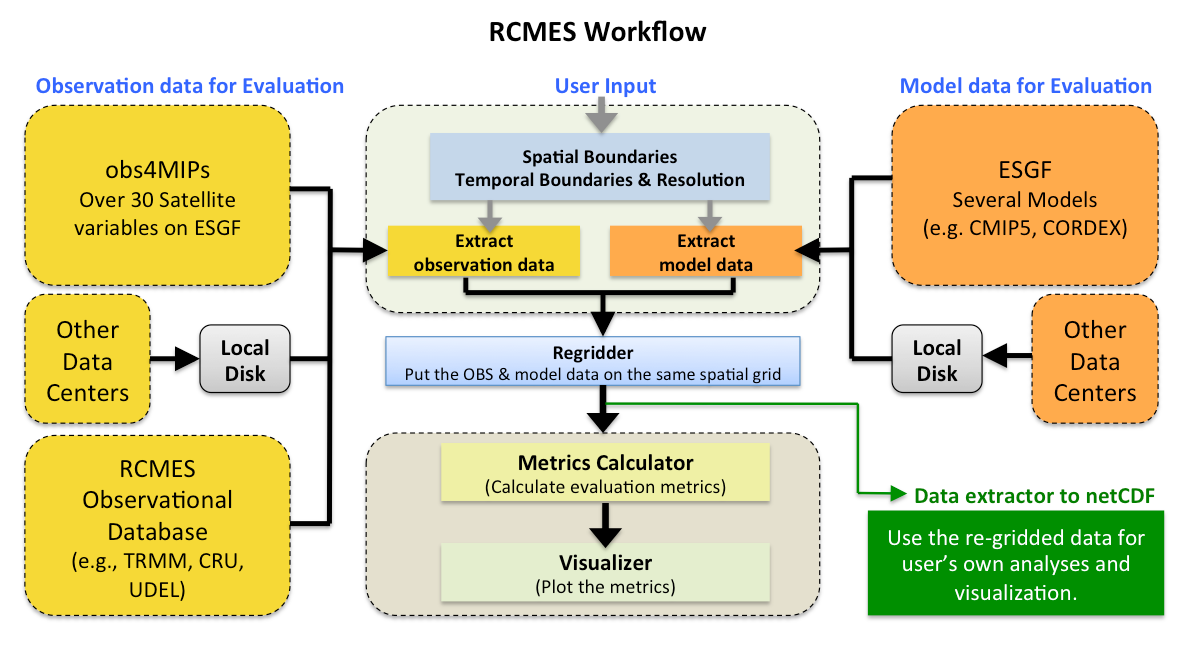 RCMES Workflow
Observation data for Evaluation
User Input
Model data for Evaluation
obs4MIPs
Over 30 Satellite
variables on ESGF
Other
Data
Centers
Local
Disk
RCMES
Observational
Database
(e.g., TRMM, CRU,
UDEL)
Spatial Boundaries
Temporal Boundaries & Resolution
Extract
observation data
Extract
model data
Regridder
Put the OBS & model data on the same spatial grid
Metrics Calculator
(Calculate evaluation metrics)
Visualizer
(Plot the metrics)
ESGF
Several Models
(e.g. CMIP5, CORDEX)
Local
Disk
Other
Data
Centers
Data extractor to netCDF
Use the re-gridded data for
user's own analyses and
visualization.